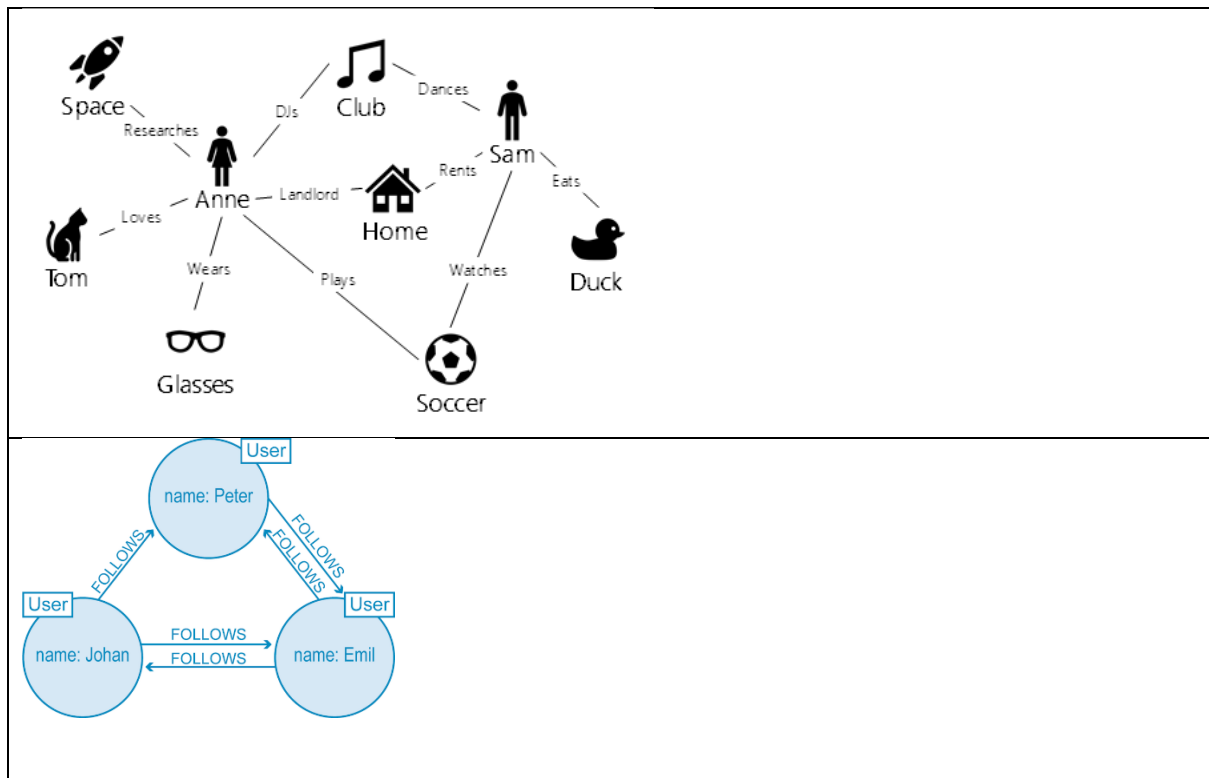 Space
Club
Dances
DJs
Researches
Sam
Rents
Eats
Anne
Landlord
Loves
Home
Tom
Wears
Plays
Watches
Duck
Glasses
Soccer
User
name: Peter
FOLLOWS
FOLLOWS
FOLLOWS
User
User
FOLLOWS
name: Johan
name: Emil
FOLLOWS